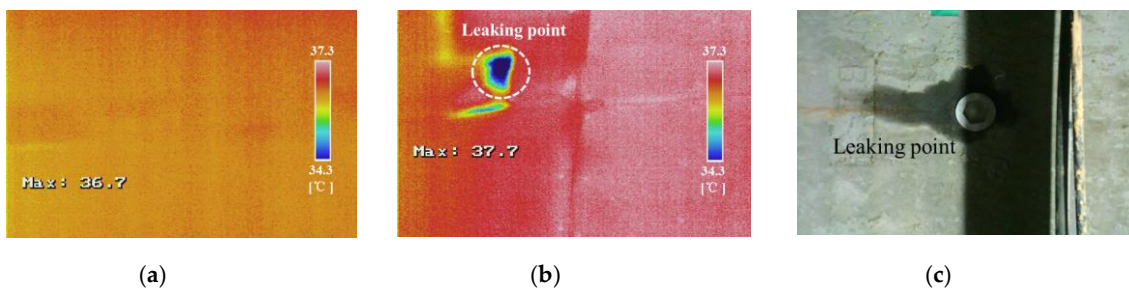 37.3
Max: 36.7
34.3
[℃]
(a)
Leaking point
37.3
Max: 37.7
34.3
[℃]
(b)
Leaking point
(c)